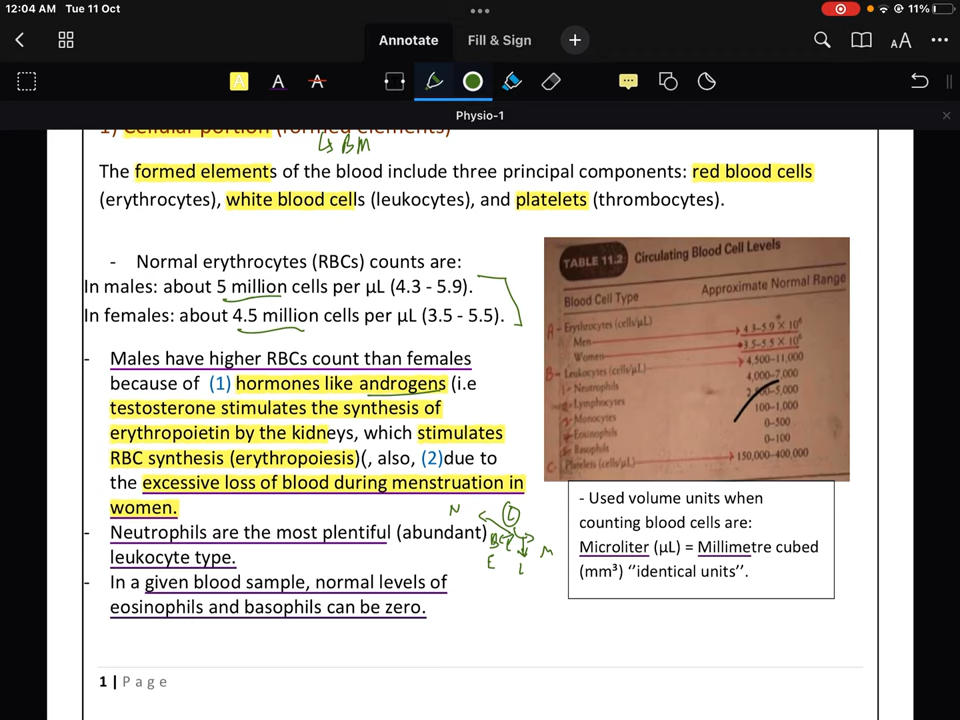 12:04 AM Tue 11 Oct
11%
Annotate
Fill & Sign
AA
A
A
A
Physio-1
1) Cellular portion (formed elements)
BM
The formed elements of the blood include three principal components: red blood cells
(erythrocytes), white blood cells (leukocytes), and platelets (thrombocytes).
- Normal erythrocytes (RBCs) counts are:
In males: about 5 million cells per µL (4.3 - 5.9).
In females: about 4.5 million cells per µL (3.5 - 5.5).
- Males have higher RBCs count than females
because of (1) hormones like androgens (i.e
testosterone stimulates the synthesis of
erythropoietin by the kidneys, which stimulates
RBC synthesis (erythropoiesis)(, also, (2)due to
the excessive loss of blood during menstruation in
women.
- Neutrophils are the most plentiful (abundant)
leukocyte type.
- In a given blood sample, normal levels of
eosinophils and basophils can be zero.
N
L
B
M
E
L
TABLE 11.2 Circulating Blood Cell Levels
Blood Cell Type Approximate Normal Range
A- Erythrocytes (cells/µL)
Men 4.3-5.9 X 10⁶
Women 3.5-5.5 X 10⁶
B- Leukocytes (cells/µL) 4,500-11,000
Neutrophils 4,000-7,000
Lymphocytes 5,000
Monocytes 100-1,000
Eosinophils 0-500
Basophils 0-100
C. Platelets (cells/µL) 150,000-400,000
- Used volume units when
counting blood cells are:
Microliter (µL) = Millimetre cubed
(mm³) ‘’identical units’’.
1 | Page